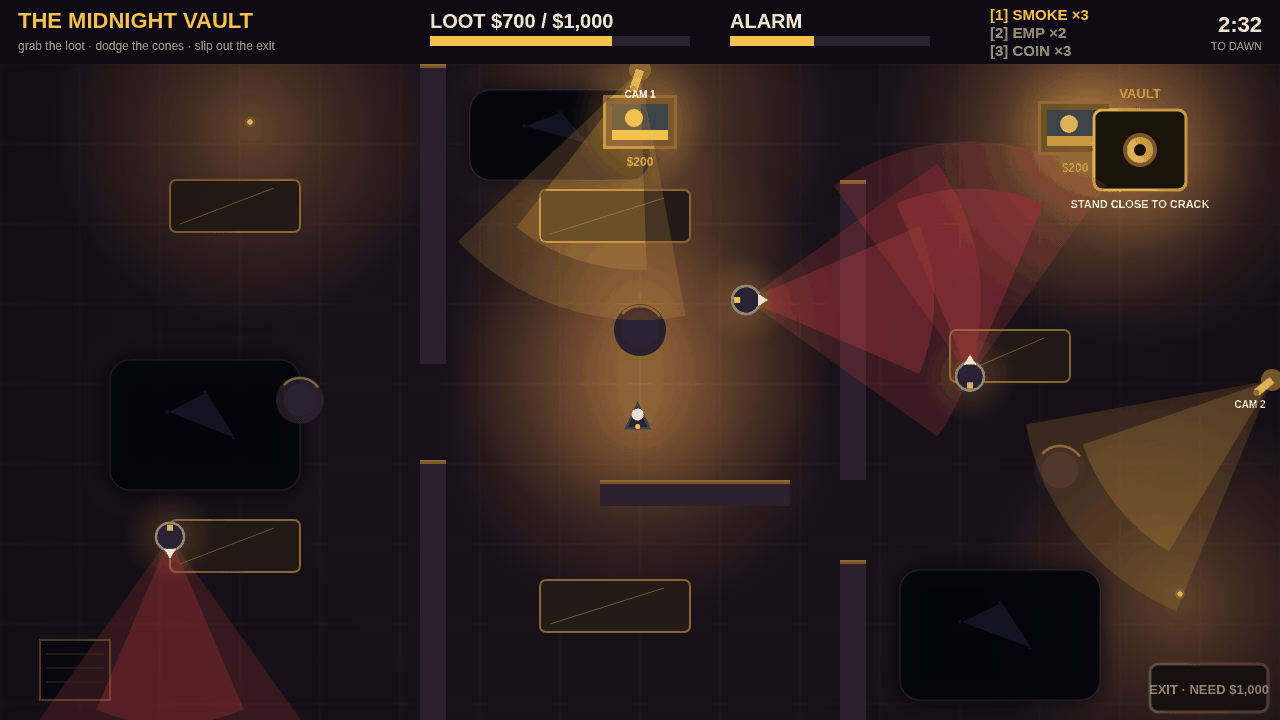 THE MIDNIGHT VAULT
grab the loot · dodge the cones · slip out the exit
LOOT $700 / $1,000
ALARM
[1] SMOKE ×3
[2] EMP ×2
[3] COIN ×3
2:32
TO DAWN
CAM 1
$200
VAULT
$200
STAND CLOSE TO CRACK
CAM 2
EXIT · NEED $1,000